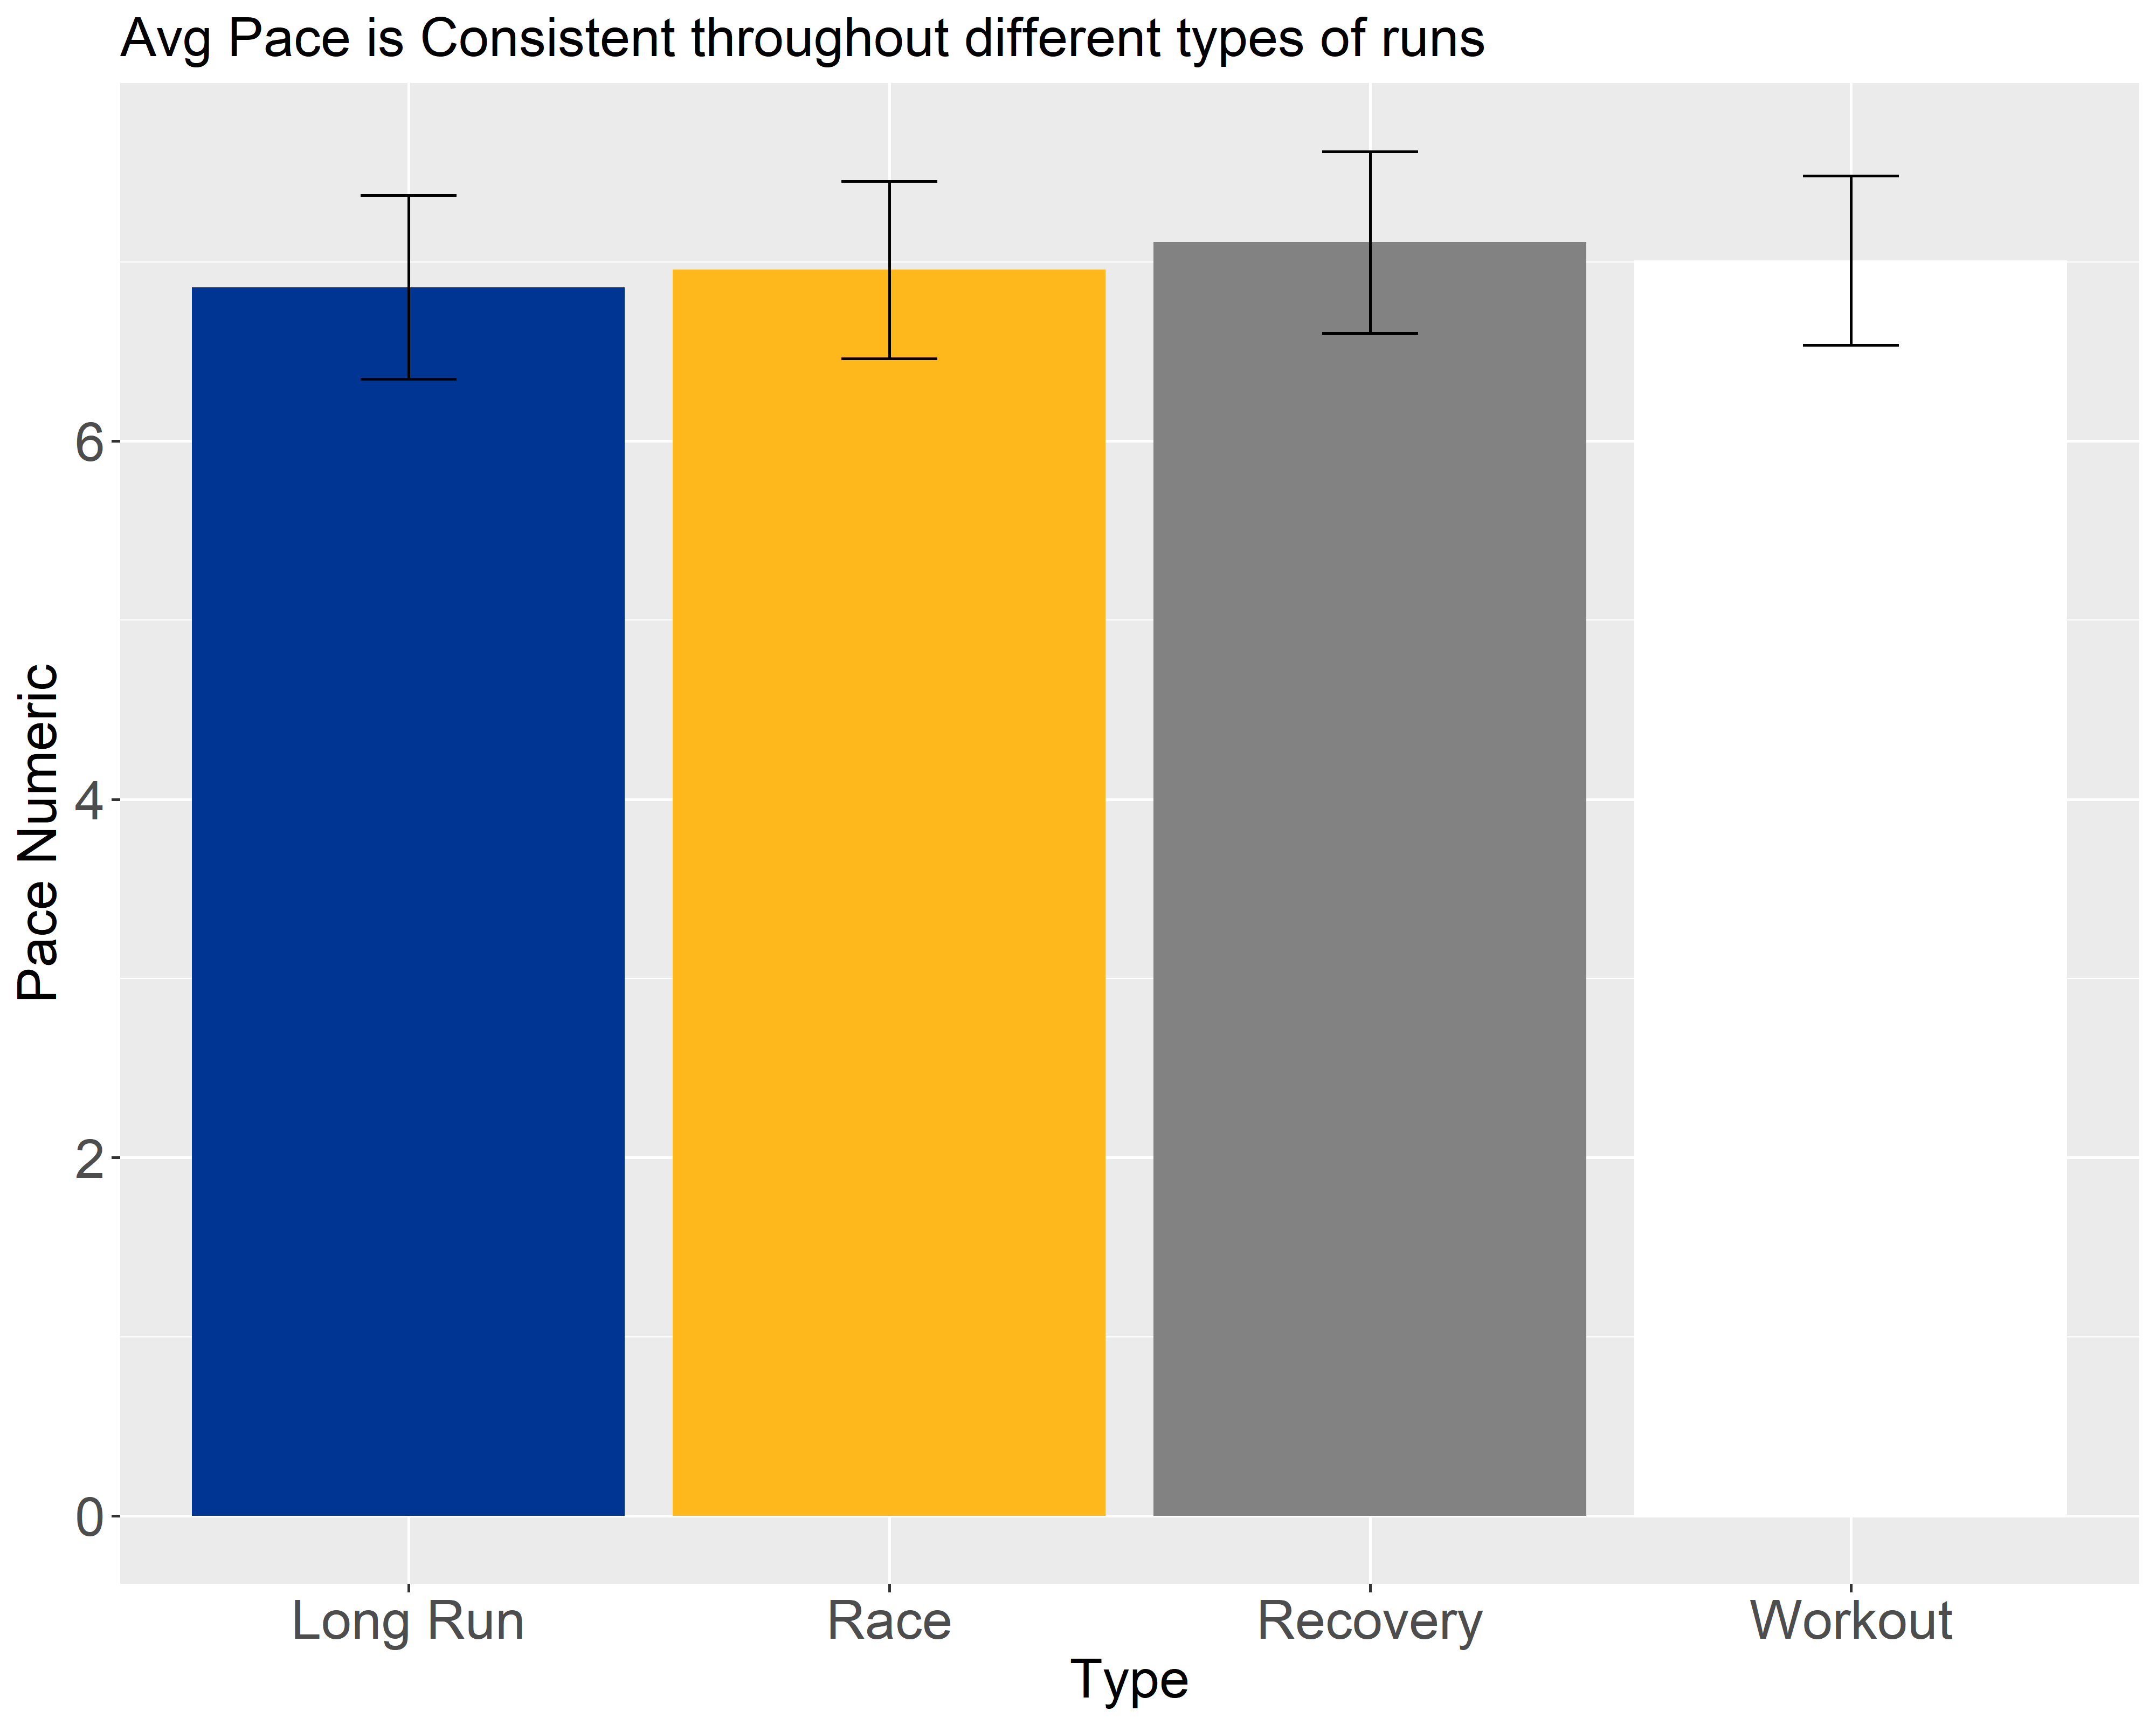 Avg Pace is Consistent throughout different types of runs
Pace Numeric
6
4
2
0
Long Run Race Recovery Workout
Type